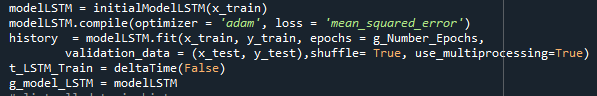 modelLSTM = initialModelLSTM(x_train)
modelLSTM.compile(optimizer = 'adam', loss = 'mean_squared_error')
history  = modelLSTM.fit(x_train, y_train, epochs = g_Number_Epochs,
        validation_data = (x_test, y_test),shuffle= True, use_multiprocessing=True)
t_LSTM_Train = deltaTime(False)
g_model_LSTM = modelLSTM